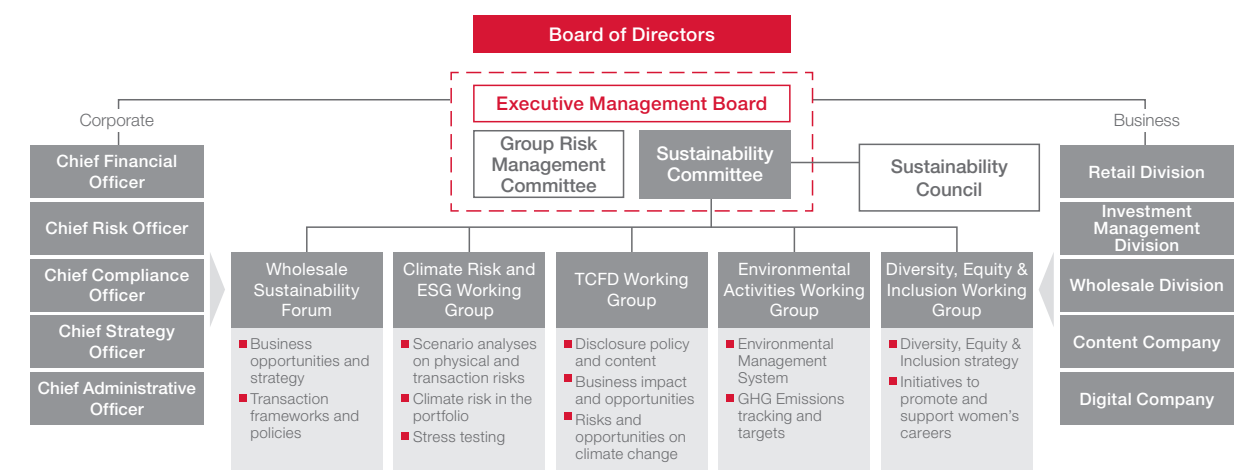 Board of Directors
Executive Management Board
Group Risk
Management
Committee
Sustainability
Committee
Sustainability
Council
Corporate
Chief Financial
Officer
Chief Risk Officer
Chief Compliance
Officer
Chief Strategy
Officer
Chief Administrative
Officer
Business
Retail Division
Investment
Management
Division
Wholesale Division
Content Company
Digital Company
Wholesale
Sustainability
Forum
Business
opportunities and
strategy
Transaction
frameworks and
policies
Climate Risk and
ESG Working
Group
Scenario analyses
on physical and
transaction risks
Climate risk in the
portfolio
Stress testing
TCFD Working
Group
Disclosure policy
and content
Business impact
and opportunities
Risks and
opportunities on
climate change
Environmental
Activities Working
Group
Environmental
Management
System
GHG Emissions
tracking and
targets
Diversity, Equity &
Inclusion Working
Group
Diversity, Equity &
Inclusion strategy
Initiatives to
promote and
support women's
careers